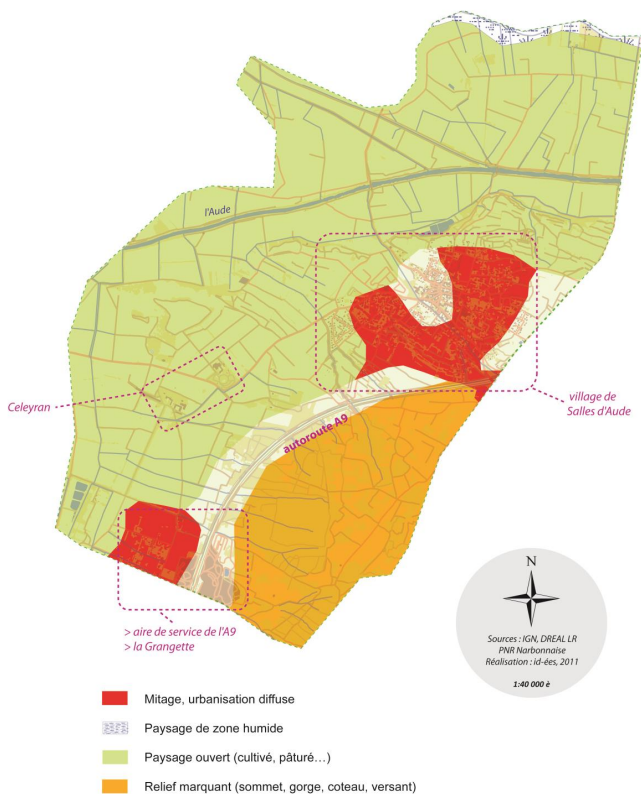 l'Aude
Celeyran
autoroute A9
village de
Salles d'Aude
> aire de service de l'A9
> la Grangette
N
Sources : IGN, DREAL LR
PNR Narbonnaise
Réalisation : id-ées, 2011
1:40 000 è
Mitage, urbanisation diffuse
Paysage de zone humide
Paysage ouvert (cultivé, pâturé…)
Relief marquant (sommet, gorge, coteau, versant)